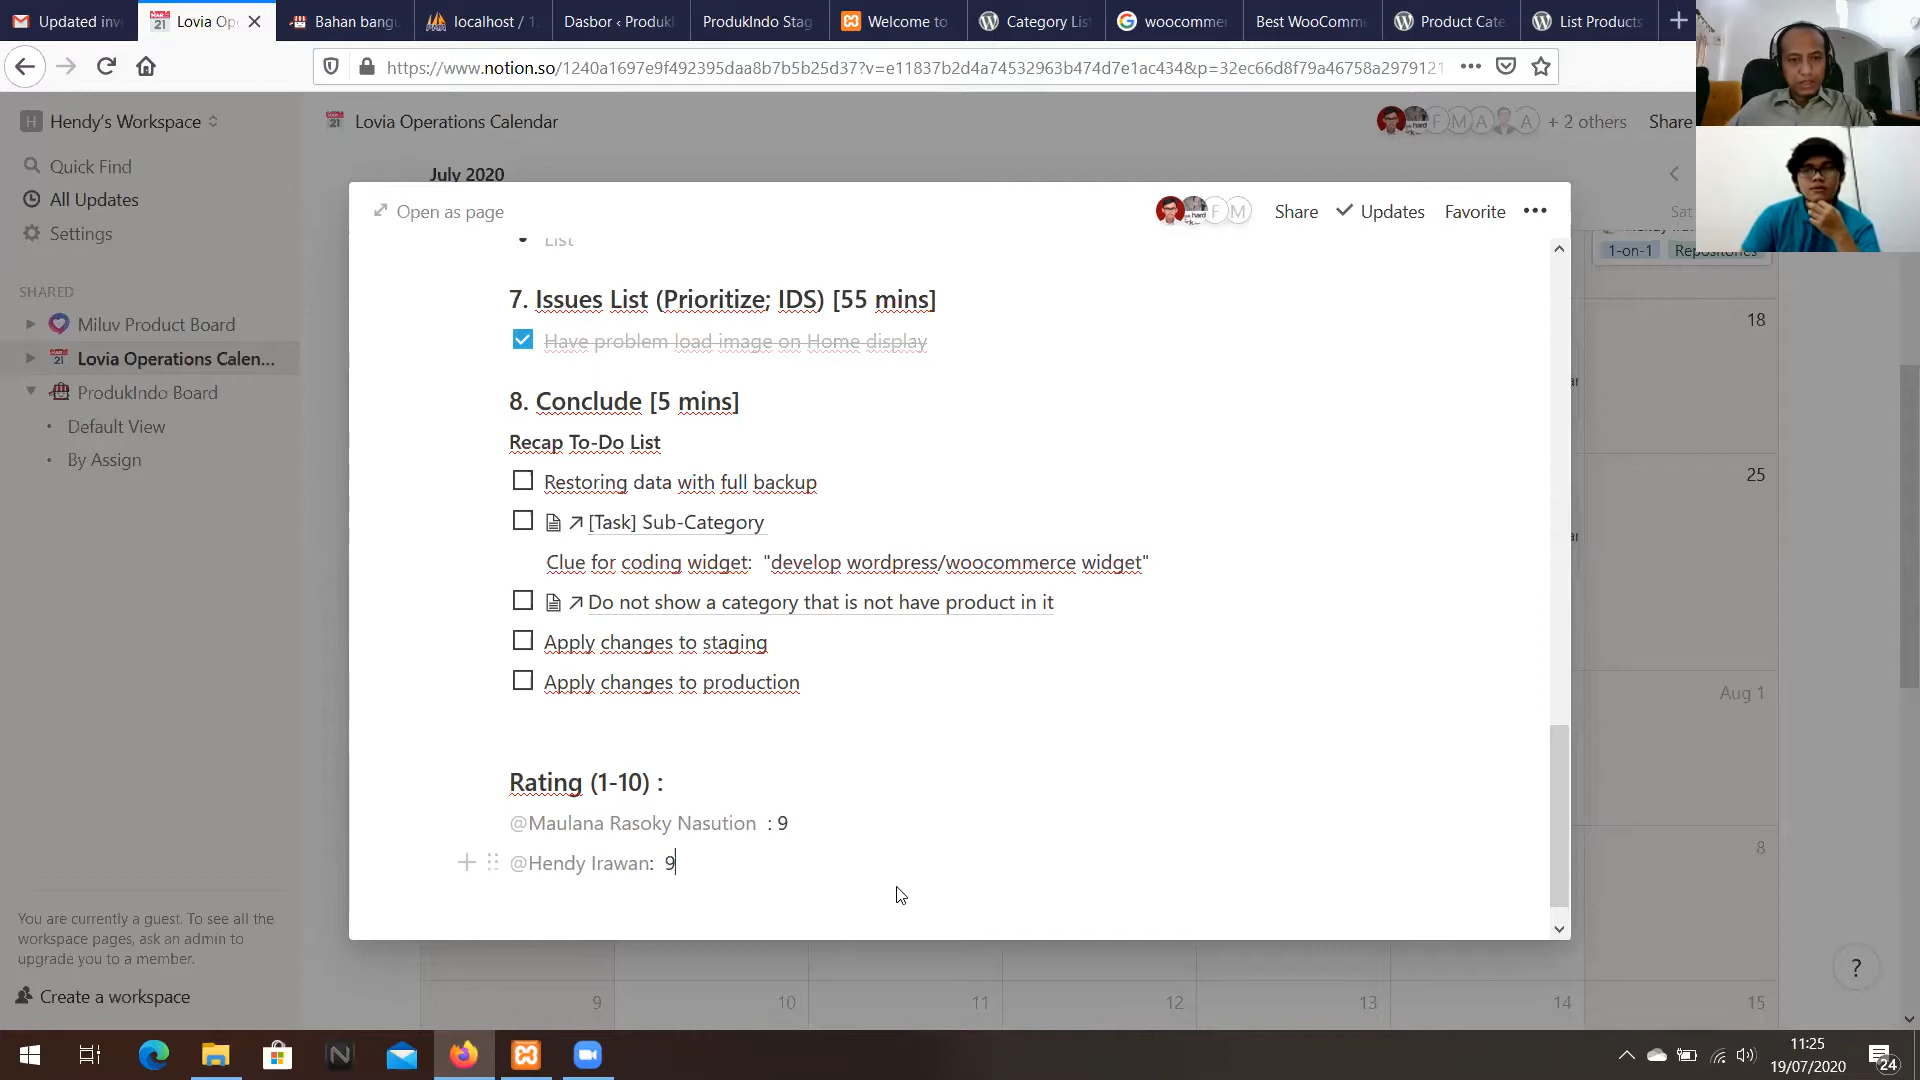 Updated inv
Lovia Op
Bahan bangu
localhost / 1
Dasbor ‹ Produk
ProdukIndo Stag
Welcome to
Category Lis
woocommer
Best WooComm
Product Cate
List Products
https://www.notion.so/1240a1697e9f492395daa8b7b5b25d37?v=e11837b2d4a74532963b474d7e1ac434&p=32ec66d8f79a46758a2979121
H Hendy's Workspace
Quick Find
All Updates
Settings
SHARED
Miluv Product Board
Lovia Operations Calen...
ProdukIndo Board
Default View
By Assign
You are currently a guest. To see all the
workspace pages, ask an admin to
upgrade you to a member.
Create a workspace
Lovia Operations Calendar
F M A A + 2 others Share
July 2020
Sat
Open as page
F M Share Updates Favorite •••
List
7. Issues List (Prioritize; IDS) [55 mins]
Have problem load image on Home display
8. Conclude [5 mins]
Recap To-Do List
Restoring data with full backup
[Task] Sub-Category
Clue for coding widget: "develop wordpress/woocommerce widget"
Do not show a category that is not have product in it
Apply changes to staging
Apply changes to production
Rating (1-10) :
@Maulana Rasoky Nasution : 9
@Hendy Irawan: 9
1-on-1 Repositories
18
25
Aug 1
8
9 10 11 12 13 14 15
?
11:25
19/07/2020
24